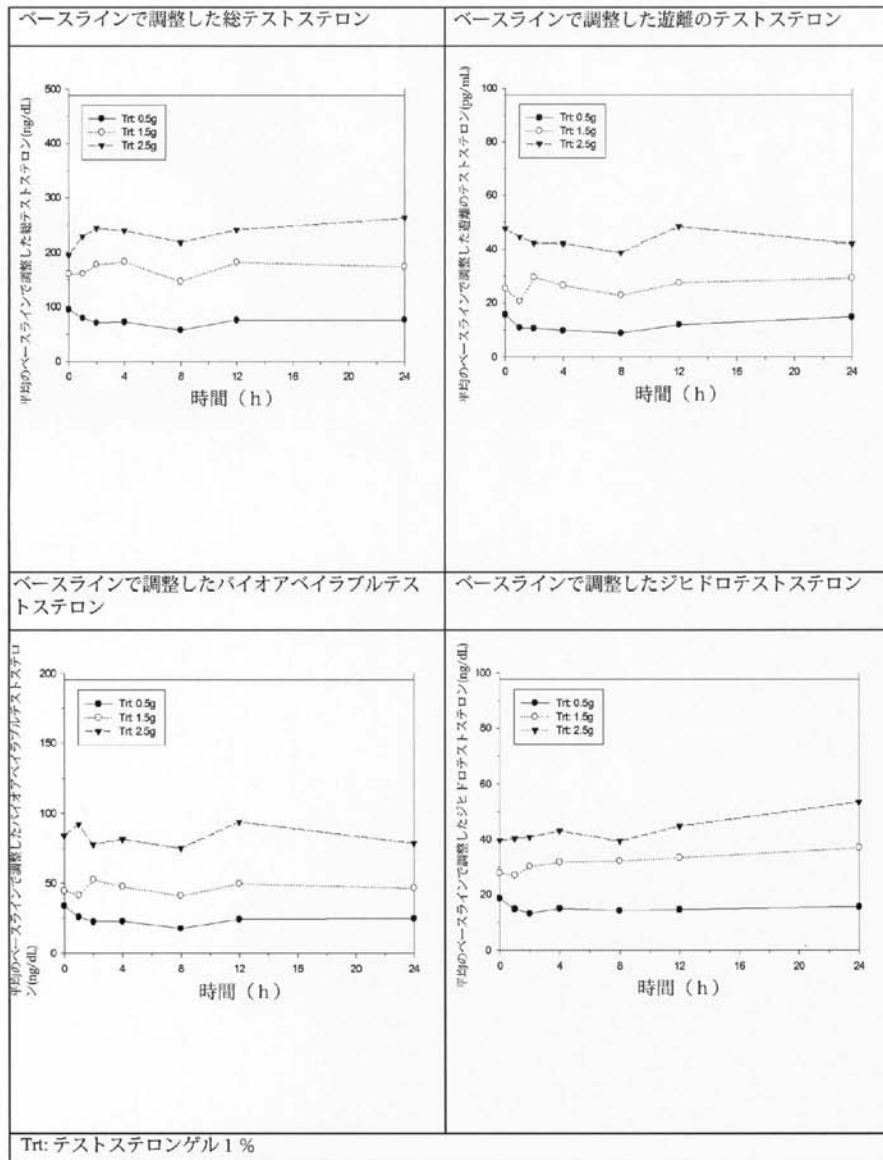 ベースラインで調整した総テストステロン
平均のベースラインで調整した総テストステロン(ng/dL)
500
400
300
200
100
0
Trt: 0.5g
Trt: 1.5g
Trt: 2.5g
0 4 8 12 16 20 24
時間（h）
ベースラインで調整した遊離のテストステロン
平均のベースラインで調整した遊離のテストステロン(pg/mL)
100
80
60
40
20
0
Trt: 0.5g
Trt: 1.5g
Trt: 2.5g
0 4 8 12 16 20 24
時間（h）
ベースラインで調整したバイオアベイラブルテス
トステロン
平均のベースラインで調整したバイオアベイラブルテストステロ
ン(ng/dL)
200
150
100
50
0
Trt: 0.5g
Trt: 1.5g
Trt: 2.5g
0 4 8 12 16 20 24
時間（h）
ベースラインで調整したジヒドロテストステロン
平均のベースラインで調整したジヒドロテストステロン(ng/dL)
100
80
60
40
20
0
Trt: 0.5g
Trt: 1.5g
Trt: 2.5g
0 4 8 12 16 20 24
時間（h）
Trt: テストステロンゲル１％